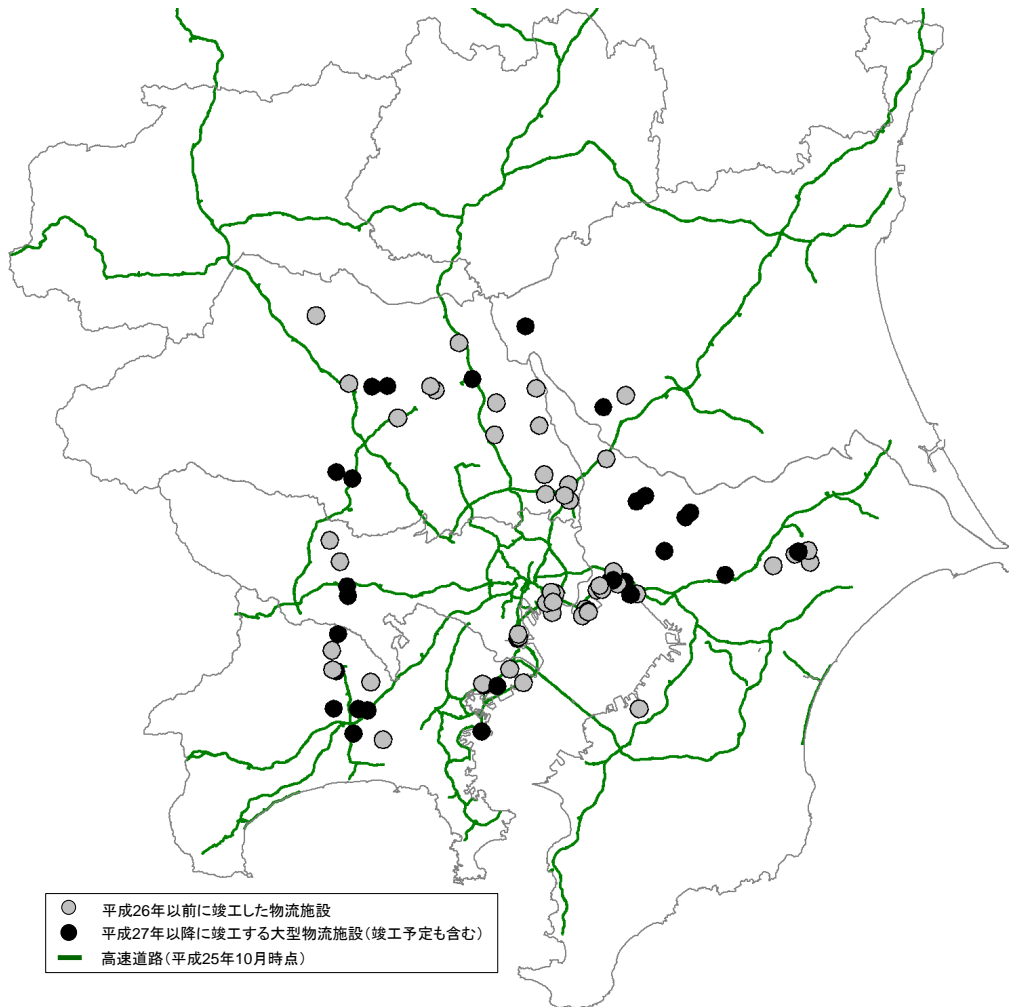 平成26年以前に竣工した物流施設
平成27年以降に竣工する大型物流施設(竣工予定も含む)
高速道路(平成25年10月時点)